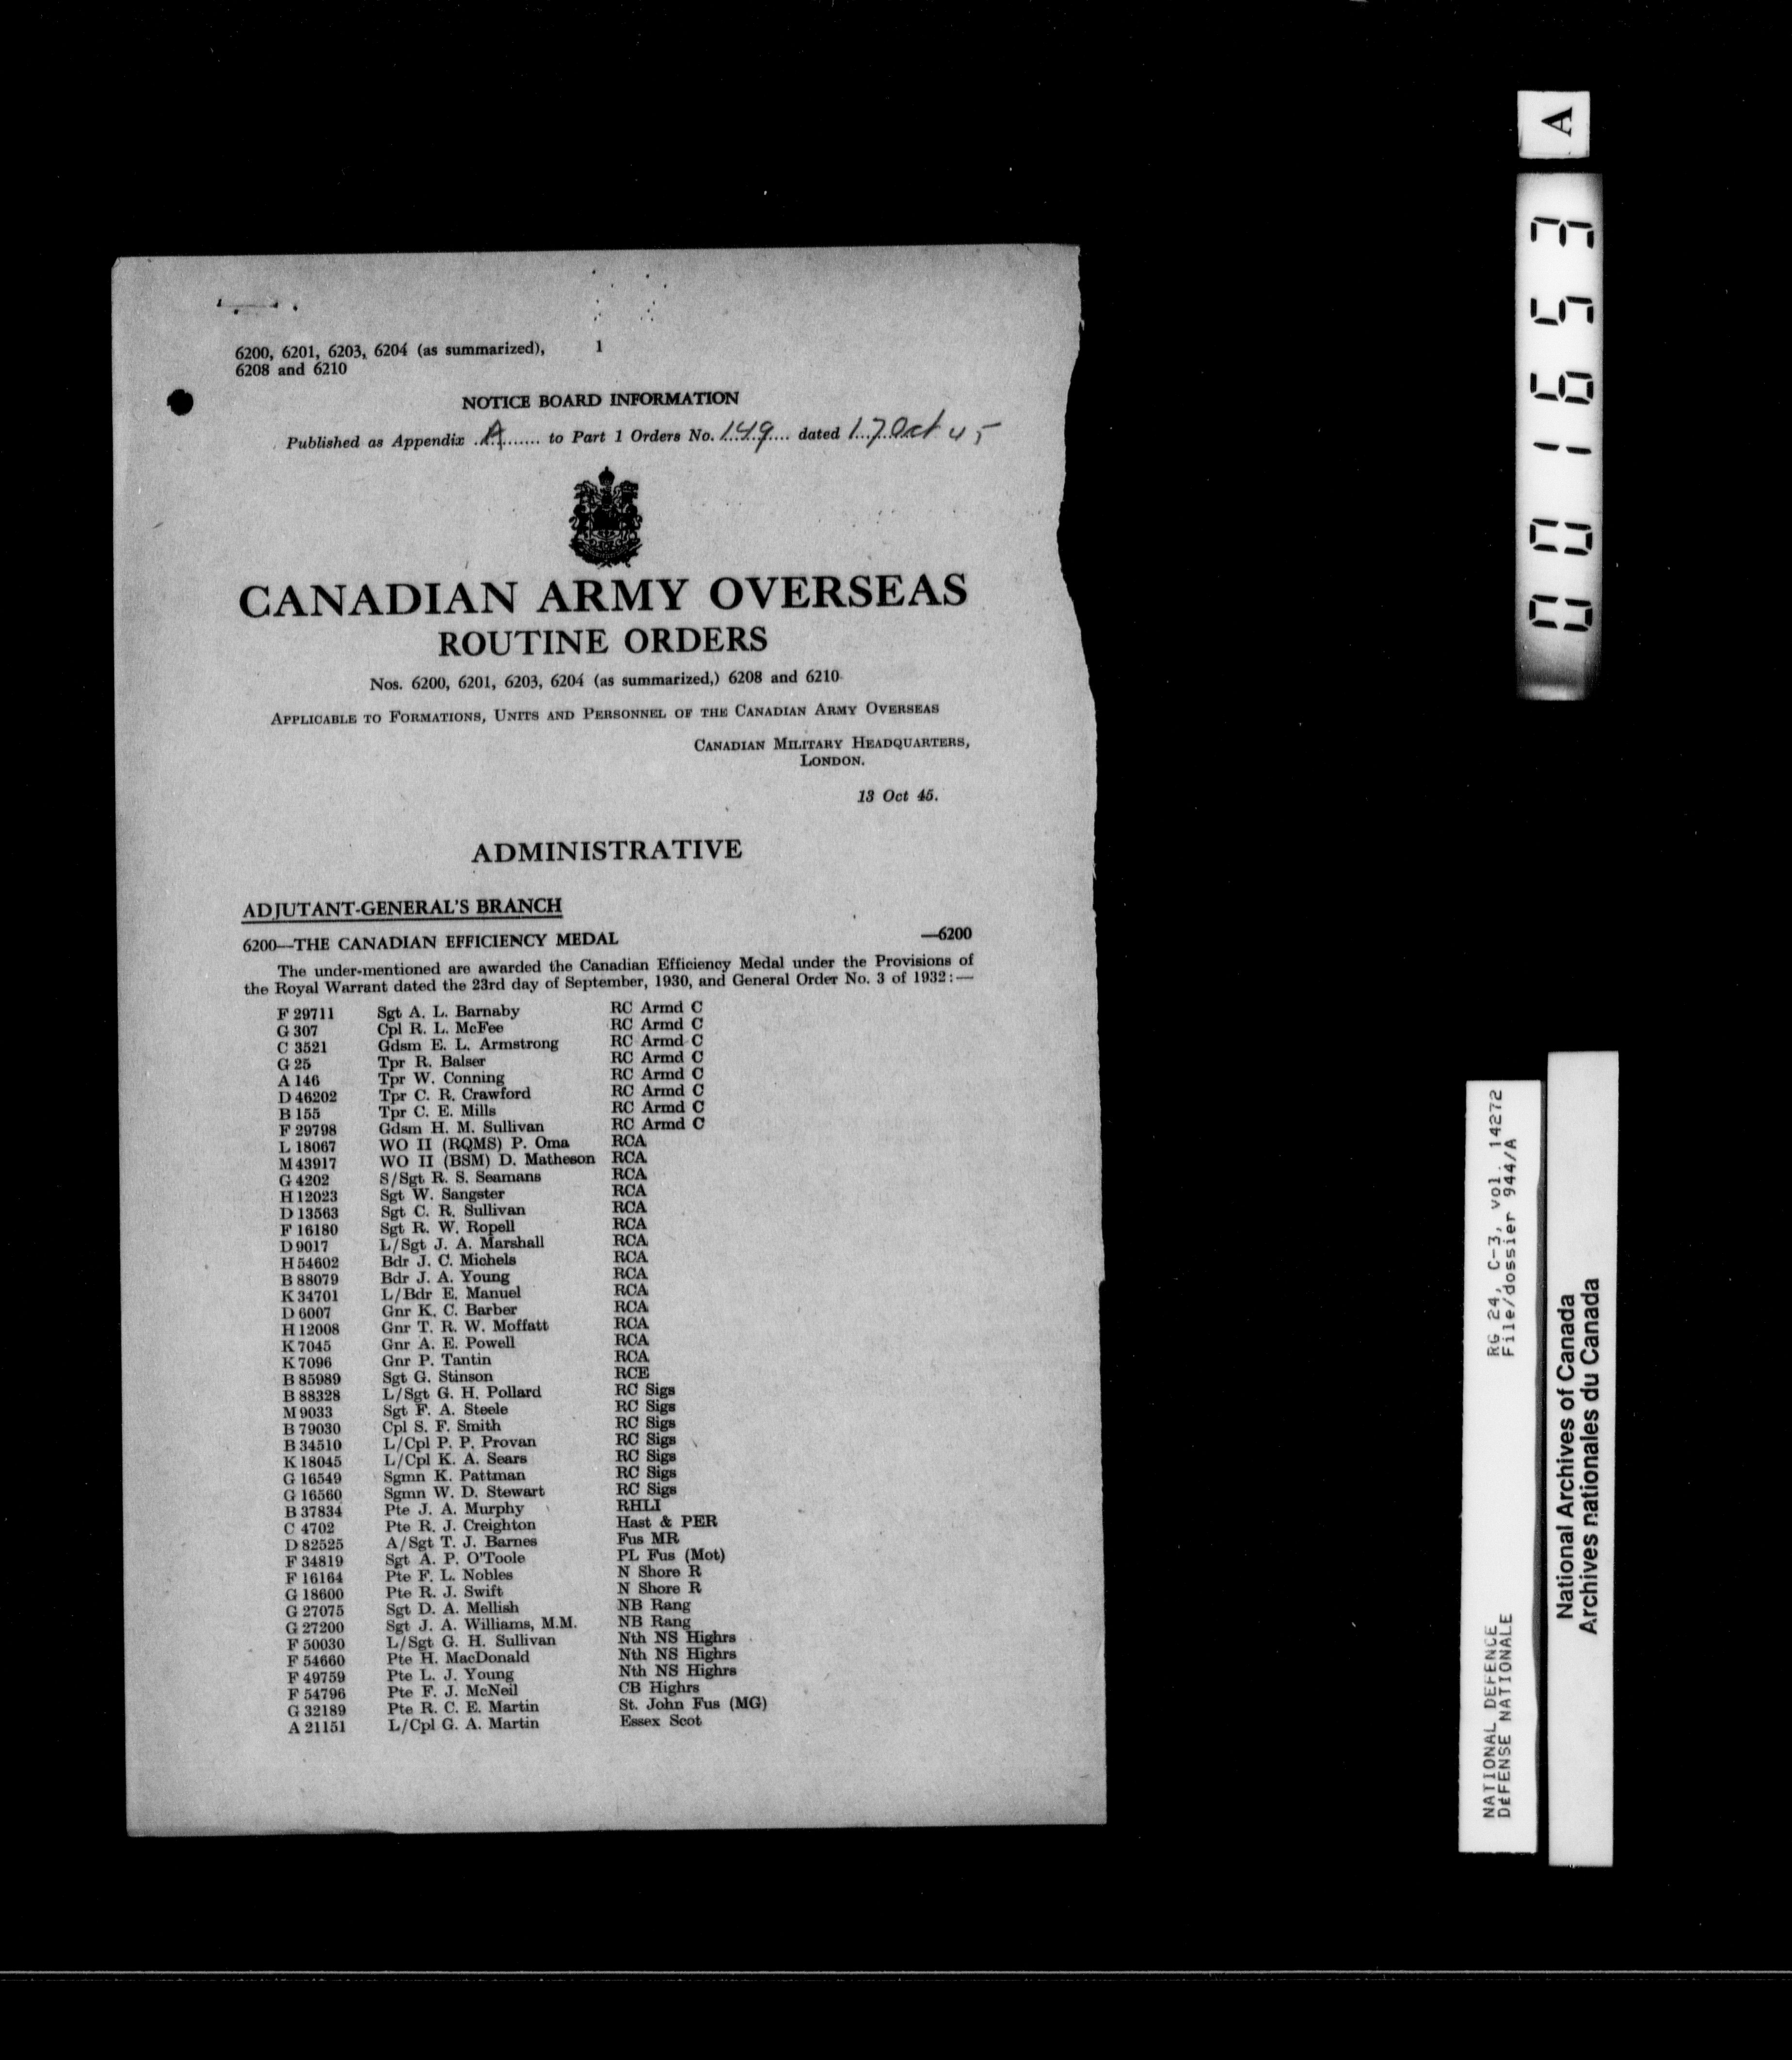 6200, 6201, 6203, 6204 (as summarized), 1
6208 and 6210
NOTICE BOARD INFORMATION
Published as Appendix A to Part 1 Orders No. 149 dated 17 Oct 45
CANADIAN ARMY OVERSEAS
ROUTINE ORDERS
Nos. 6200, 6201, 6203, 6204 (as summarized,) 6208 and 6210
APPLICABLE TO FORMATIONS, UNITS AND PERSONNEL OF THE CANADIAN ARMY OVERSEAS
CANADIAN MILITARY HEADQUARTERS,
LONDON.
13 Oct 45.
ADMINISTRATIVE
ADJUTANT-GENERAL'S BRANCH
6200—THE CANADIAN EFFICIENCY MEDAL —6200
The under-mentioned are awarded the Canadian Efficiency Medal under the Provisions of
the Royal Warrant dated the 23rd day of September, 1930, and General Order No. 3 of 1932:—
F 29711 Sgt A. L. Barnaby RC Armd C
G 307 Cpl R. L. McFee RC Armd C
C 3521 Gdsm E. L. Armstrong RC Armd C
G 25 Tpr R. Balser RC Armd C
A 146 Tpr W. Conning RC Armd C
D 46202 Tpr C. R. Crawford RC Armd C
B 155 Tpr C. E. Mills RC Armd C
F 29798 Gdsm H. M. Sullivan RC Armd C
L 18067 WO II (RQMS) P. Oma RCA
M 43917 WO II (BSM) D. Matheson RCA
G 4202 S/Sgt R. S. Seamans RCA
H 12023 Sgt W. Sangster RCA
D 13563 Sgt C. R. Sullivan RCA
F 16180 Sgt R. W. Ropell RCA
D 9017 L/Sgt J. A. Marshall RCA
H 54602 Bdr J. C. Michels RCA
B 88079 Bdr J. A. Young RCA
K 34701 L/Bdr E. Manuel RCA
D 6007 Gnr K. C. Barber RCA
H 12008 Gnr T. R. W. Moffatt RCA
K 7045 Gnr A. E. Powell RCA
K 7096 Gnr P. Tantin RCA
B 85989 Sgt G. Stinson RCE
B 88328 L/Sgt G. H. Pollard RC Sigs
M 9033 Sgt F. A. Steele RC Sigs
B 79030 Cpl S. F. Smith RC Sigs
B 34510 L/Cpl P. P. Provan RC Sigs
K 18045 L/Cpl K. A. Sears RC Sigs
G 16549 Sgmn K. Pattman RC Sigs
G 16560 Sgmn W. D. Stewart RC Sigs
B 37834 Pte J. A. Murphy RHLI
C 4702 Pte R. J. Creighton Hast & PER
D 82525 A/Sgt T. J. Barnes Fus MR
F 34819 Sgt A. P. O'Toole PL Fus (Mot)
F 16164 Pte F. L. Nobles N Shore R
G 18600 Pte R. J. Swift N Shore R
G 27075 Sgt D. A. Mellish NB Rang
G 27200 Sgt J. A. Williams, M.M. NB Rang
F 50030 L/Sgt G. H. Sullivan Nth NS Highrs
F 54660 Pte H. MacDonald Nth NS Highrs
F 49759 Pte L. J. Young Nth NS Highrs
F 54796 Pte F. J. McNeil CB Highrs
G 32189 Pte R. C. E. Martin St. John Fus (MG)
A 21151 L/Cpl G. A. Martin Essex Scot
001653 A
NATIONAL DEFENCE RG 24, C-3, vol. 14272
DEFENSE NATIONALE File/dossier 944/A
National Archives of Canada
Archives nationales du Canada